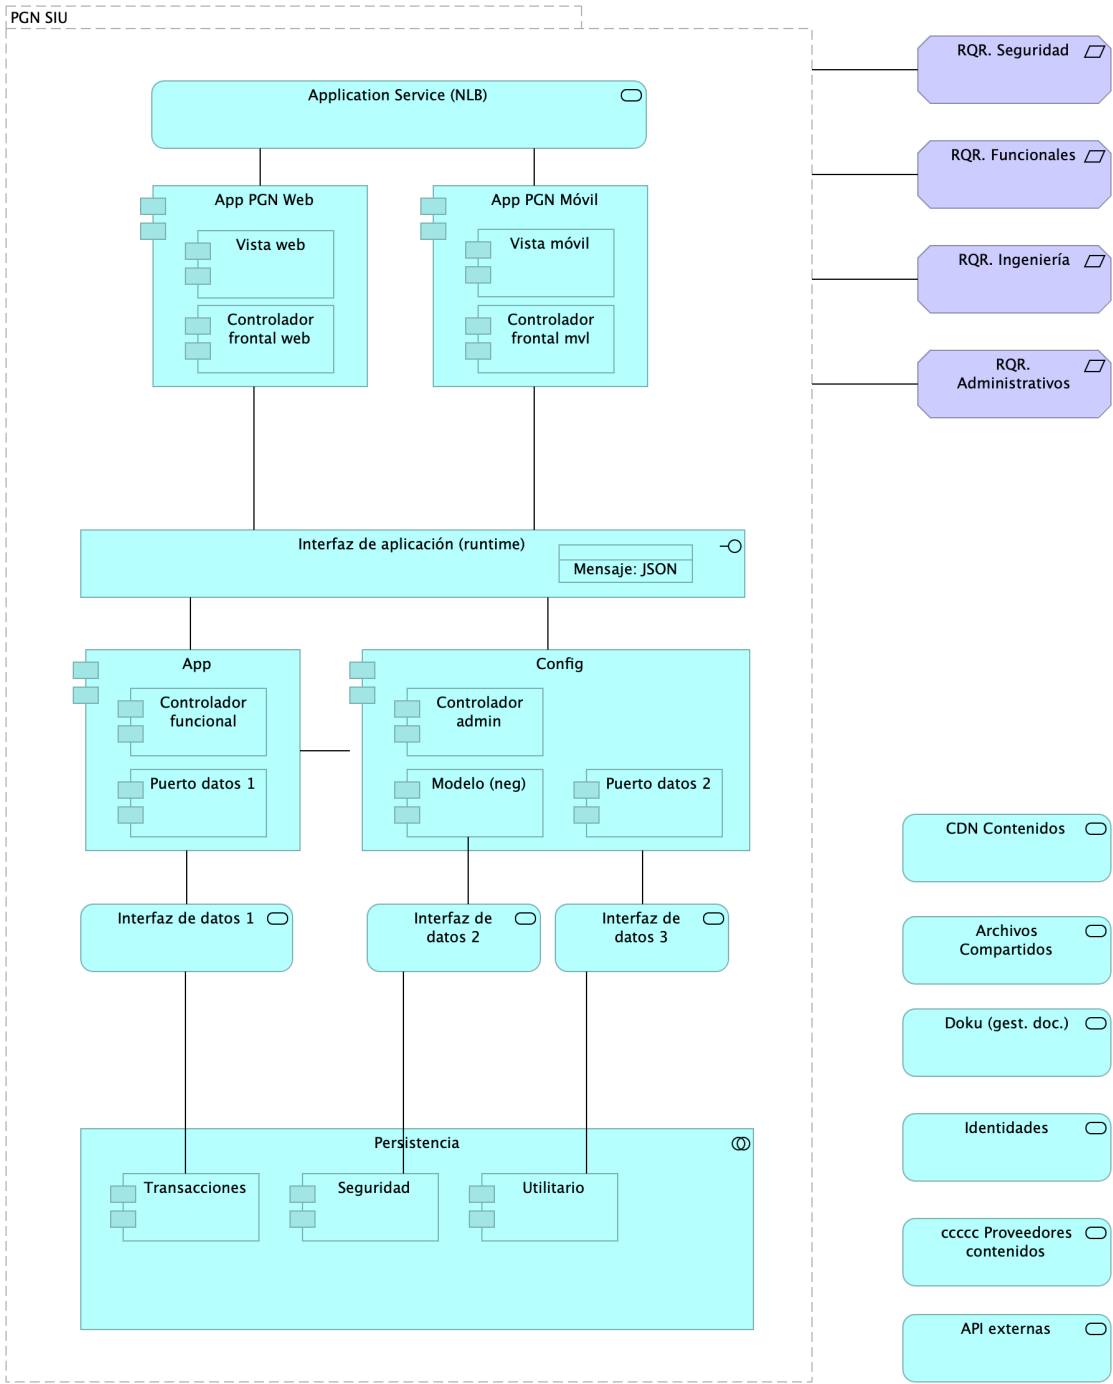 PGN SIU
RQR. Seguridad
Application Service (NLB)
RQR. Funcionales
App PGN Web
App PGN Móvil
Vista web
Vista móvil
RQR. Ingeniería
Controlador
frontal web
Controlador
frontal mvl
RQR.
Administrativos
Interfaz de aplicación (runtime)
Mensaje: JSON
App
Config
Controlador
funcional
Controlador
admin
Puerto datos 1
Modelo (neg)
Puerto datos 2
CDN Contenidos
Interfaz de datos 1
Interfaz de
datos 2
Interfaz de
datos 3
Archivos
Compartidos
Doku (gest. doc.)
Identidades
Persistencia
Transacciones
Seguridad
Utilitario
ccccc Proveedores
contenidos
API externas